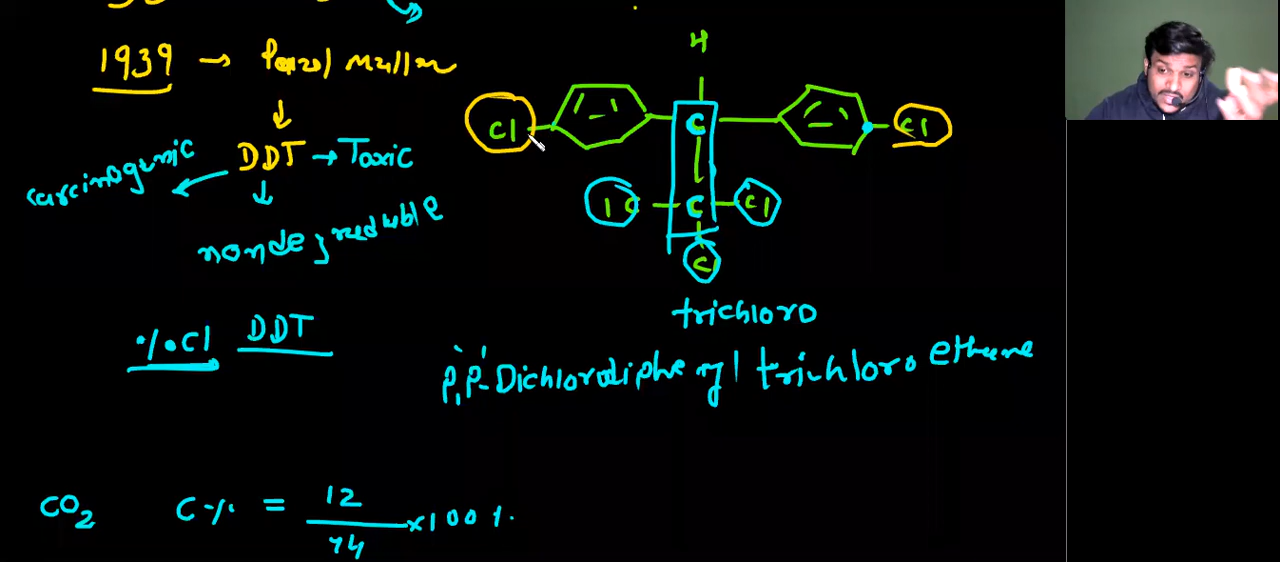 1939 → Paul Muller
DDT → Toxic
carcinogenic
nondegreduble
H
Cl C Cl
Cl C Cl
Cl
trichloro
%Cl DDT
P,P'-Dichlorodiphenyl trichloro ethane
CO2 C% = 12/44 ×100%